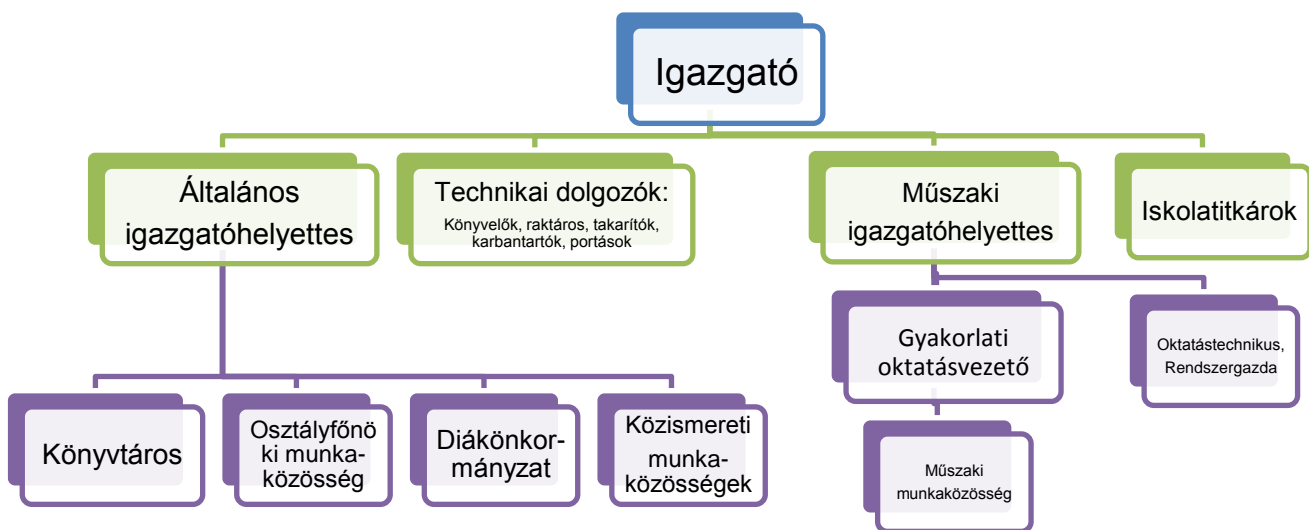 Igazgató
Általános
igazgatóhelyettes
Technikai dolgozók:
Könyvelők, raktáros, takarítók,
karbantartók, portások
Műszaki
igazgatóhelyettes
Iskolatitkárok
Gyakorlati
oktatásvezető
Oktatástechnikus,
Rendszergazda
Könyvtáros
Osztályfőnö
ki munka-
közösség
Diákönkor-
mányzat
Közismereti
munka-
közösségek
Műszaki
munkaközösség